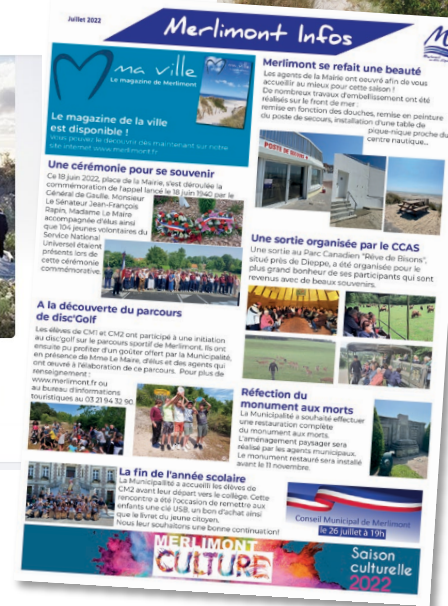 Juillet 2022
Merlimont Infos
ma ville
Le magazine de Merlimont
Le magazine de la ville
est disponible !
Vous pouvez le découvrir dès maintenant sur notre
site internet www.merlimont.fr
Une cérémonie pour se souvenir
Ce 18 juin 2022, place de la Mairie, s'est déroulée la
commémoration de l'appel lancé le 18 juin 1940 par le
Général de Gaulle. Monsieur
Le Sénateur Jean-François
Rapin, Madame Le Maire
accompagnée d'élus ainsi
que 104 jeunes volontaires du
Service National
Universel étaient
présents lors de
cette cérémonie
commémorative.
A la découverte du parcours
de disc'Golf
Les élèves de CM1 et CM2 ont participé à une initiation
au disc'golf sur le parcours sportif de Merlimont. Ils ont
ensuite pu profiter d'un goûter offert par la Municipalité,
en présence de Mme Le Maire, d'élus et des agents qui
ont œuvré à l'élaboration de ce parcours. Pour plus de
renseignement :
www.merlimont.fr ou
au bureau d'informations
touristiques au 03 21 94 32 90
La fin de l'année scolaire
La Municipalité a accueilli les élèves de
CM2 avant leur départ vers le collège. Cette
rencontre a été l'occasion de remettre aux
enfants une clé USB, un bon d'achat ainsi
que le livret du jeune citoyen.
Nous leur souhaitons une bonne continuation!
Merlimont se refait une beauté
Les agents de la Mairie ont oeuvré afin de vous
accueillir au mieux pour cette saison !
De nombreux travaux d'embellissement ont été
réalisés sur le front de mer :
remise en fonction des douches, remise en peinture
du poste de secours, installation d'une table de
pique-nique proche du
centre nautique...
POSTE DE SECOURS
Une sortie organisée par le CCAS
Une sortie au Parc Canadien "Rêve de Bisons",
situé près de Dieppe, a été organisée pour le
plus grand bonheur de ses participants qui sont
revenus avec de beaux souvenirs.
Réfection du
monument aux morts
La Municipalité a souhaité effectuer
une restauration complète
du monument aux morts.
L'aménagement paysager sera
réalisé par les agents municipaux.
Le monument restauré sera installé
avant le 11 novembre.
Conseil Municipal de Merlimont
le 26 juillet à 19h
MERLIMONT
CULTURE
Saison
culturelle
2022